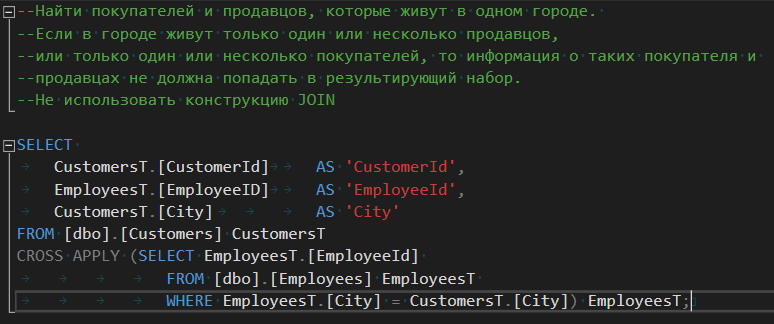 --Найти покупателей и продавцов, которые живут в одном городе.
--Если в городе живут только один или несколько продавцов,
--или только один или несколько покупателей, то информация о таких покупателя и
--продавцах не должна попадать в результирующий набор.
--Не использовать конструкцию JOIN
SELECT
CustomersT.[CustomerId] AS 'CustomerId',
EmployeesT.[EmployeeID] AS 'EmployeeId',
CustomersT.[City] AS 'City'
FROM [dbo].[Customers] CustomersT
CROSS APPLY (SELECT EmployeesT.[EmployeeId]
FROM [dbo].[Employees] EmployeesT
WHERE EmployeesT.[City] = CustomersT.[City]) EmployeesT;